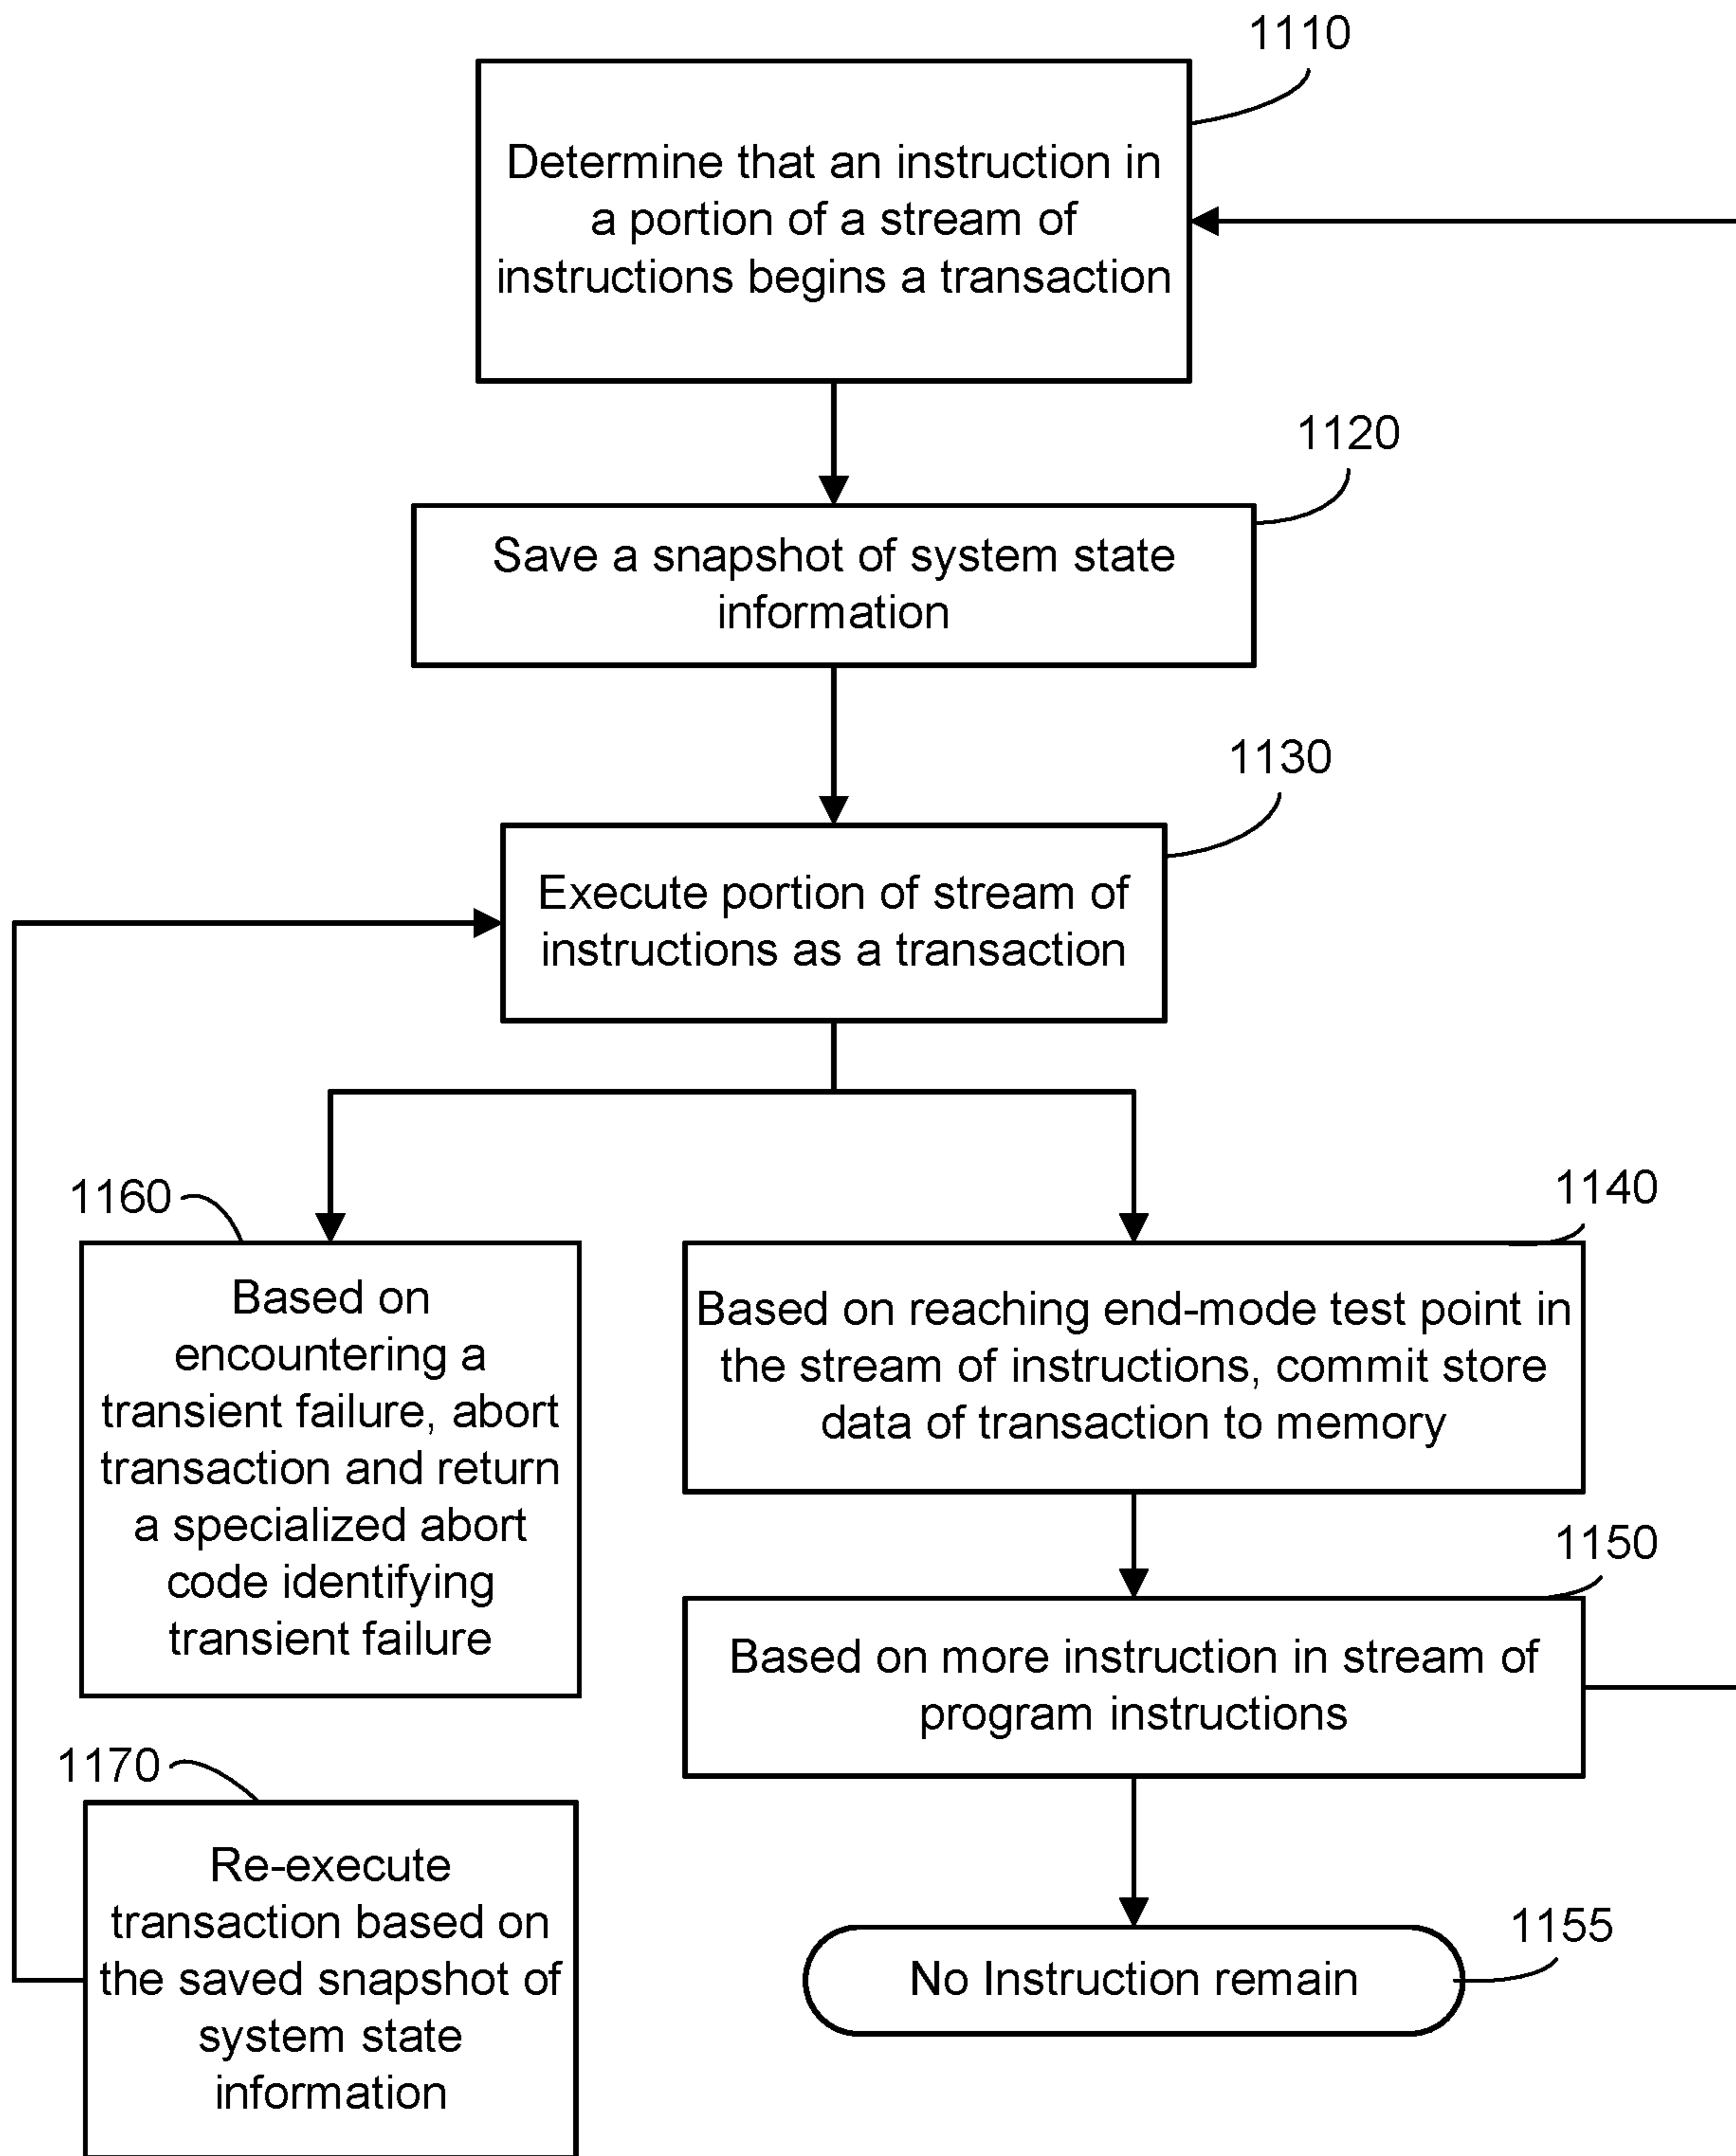 1110
Determine that an instruction in
a portion of a stream of
instructions begins a transaction
1120
Save a snapshot of system state
information
1130
Execute portion of stream of
instructions as a transaction
1160
Based on
encountering a
transient failure, abort
transaction and return
a specialized abort
code identifying
transient failure
1140
Based on reaching end-mode test point in
the stream of instructions, commit store
data of transaction to memory
1150
Based on more instruction in stream of
program instructions
1170
Re-execute
transaction based on
the saved snapshot of
system state
information
1155
No Instruction remain